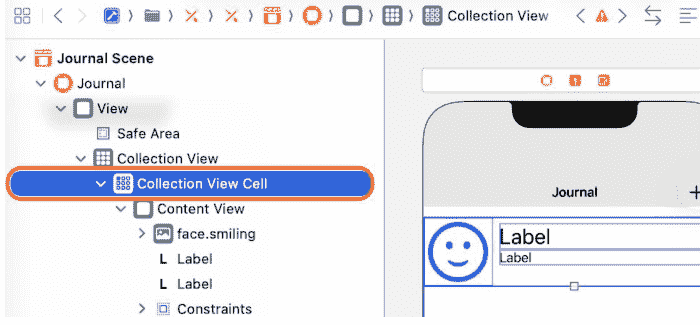 Collection View
Journal Scene
Journal
View
Safe Area
Collection View
Collection View Cell
Content View
face.smiling
L Label
L Label
Constraints
Journal
Label
Label